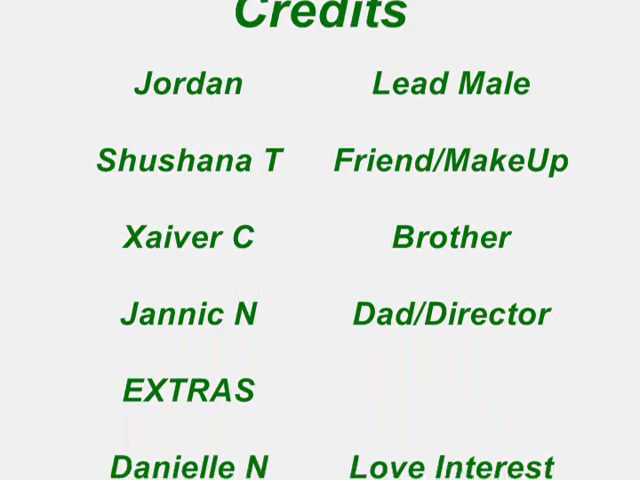 Credits
Jordan Lead Male
Shushana T Friend/MakeUp
Xaiver C Brother
Jannic N Dad/Director
EXTRAS
Danielle N Love Interest